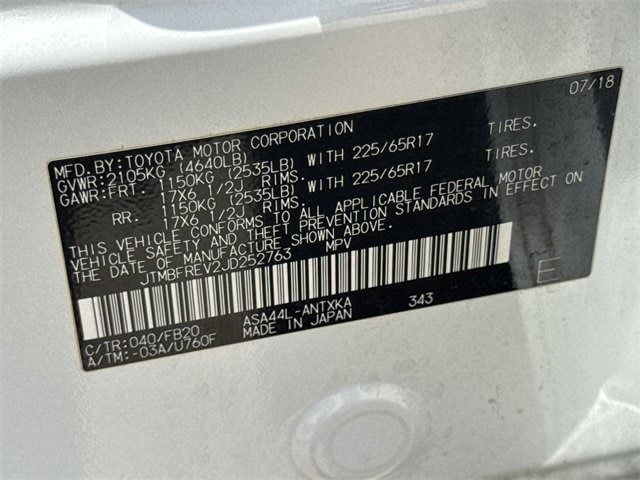 07/18
MFD.BY:TOYOTA MOTOR CORPORATION
GVWR:2105KG (4640LB)
GAWR:FRT. 1150KG (2535LB) WITH 225/65R17 TIRES.
17X6 1/2J RIMS.
RR. 1150KG (2535LB) WITH 225/65R17 TIRES.
17X6 1/2J RIMS.
THIS VEHICLE CONFORMS TO ALL APPLICABLE FEDERAL MOTOR
VEHICLE SAFETY AND THEFT PREVENTION STANDARDS IN EFFECT ON
THE DATE OF MANUFACTURE SHOWN ABOVE.
JTMBFREV2JD252763 MPV
E
ASA44L-ANTXKA 343
C/TR:040/FB20 MADE IN JAPAN
A/TM:-03A/U760F